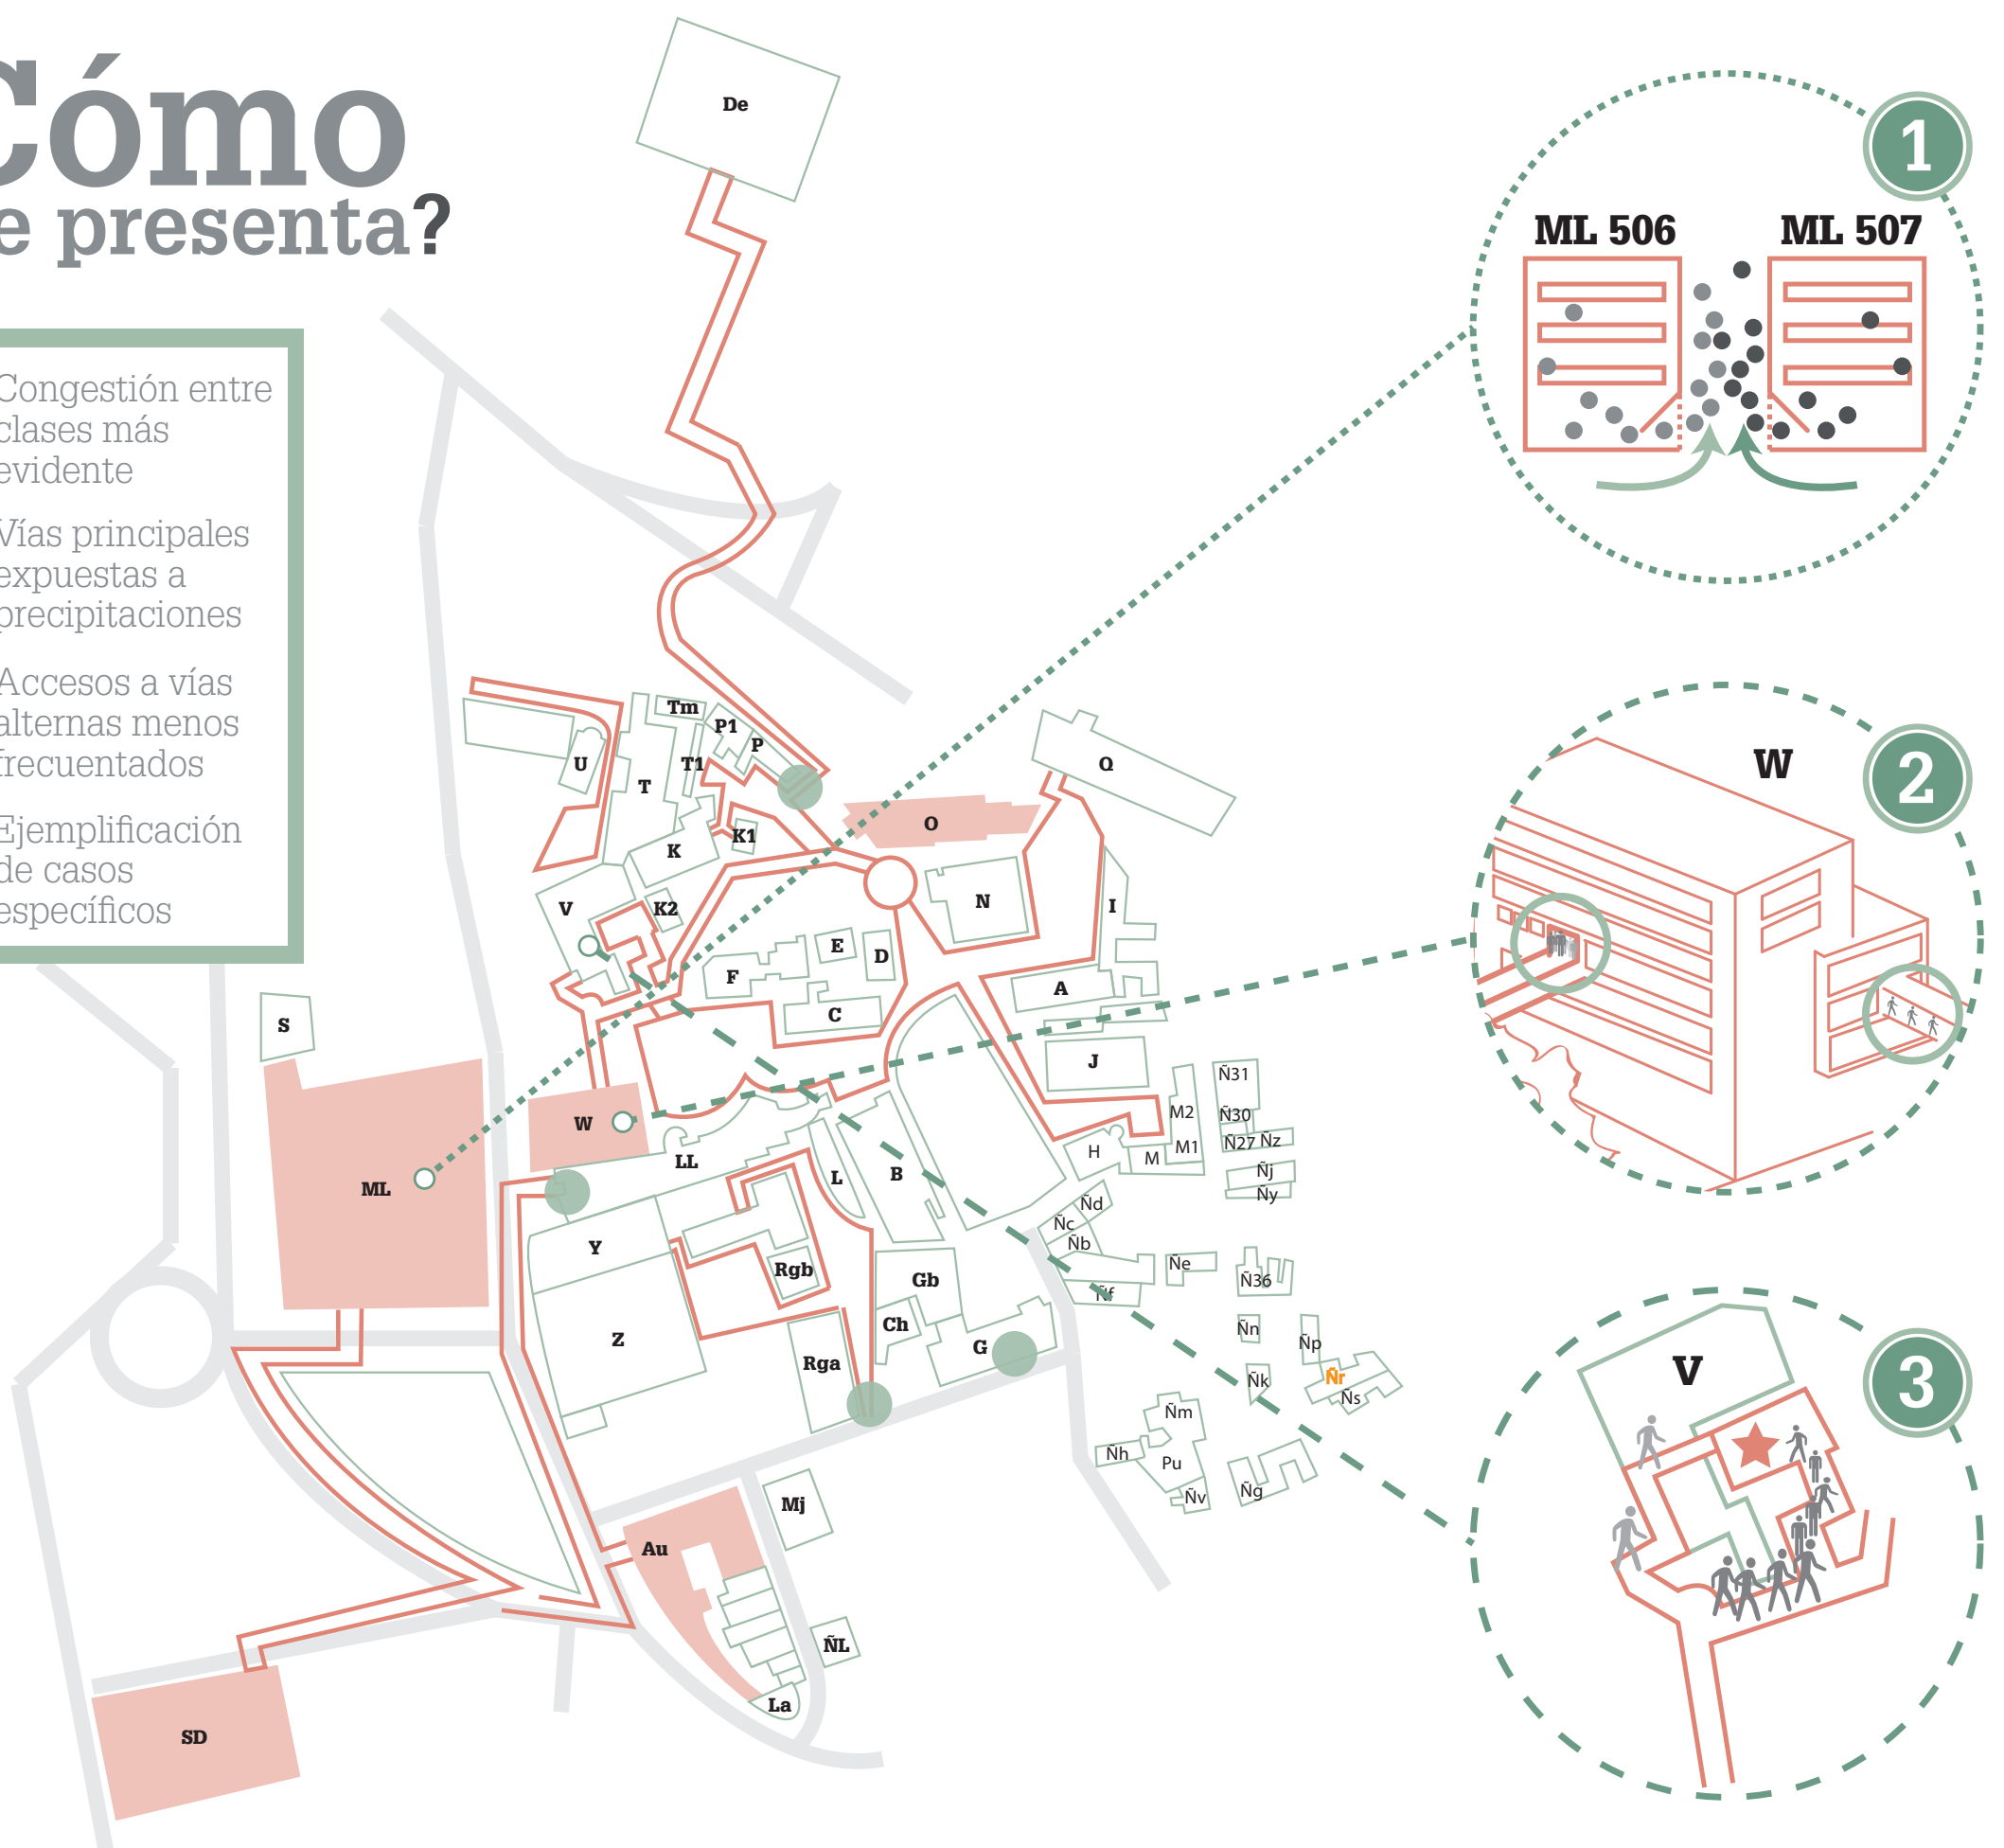 Cómo
e presenta?
Congestión entre
clases más
evidente
Vías principales
expuestas a
precipitaciones
Accesos a vías
alternas menos
frecuentados
Ejemplificación
de casos
específicos
De
1
ML 506
ML 507
2
W
3
V
Tm
P1
P
U
T1
T
K1
K
K2
V
O
Q
N
I
E
D
F
C
A
S
J
W
ML
LL
L
B
H
M
M1
M2
Ñ31
Ñ30
Ñ27
Ñz
Ñj
Ñy
Ñd
Ñc
Ñb
Ñe
Ñf
Ñ36
Y
Z
Rgb
Rga
Gb
Ch
G
Ñn
Ñp
Ñr
Ñk
Ñs
Ñm
Ñh
Pu
Ñv
Ñg
Mj
Au
ÑL
La
SD